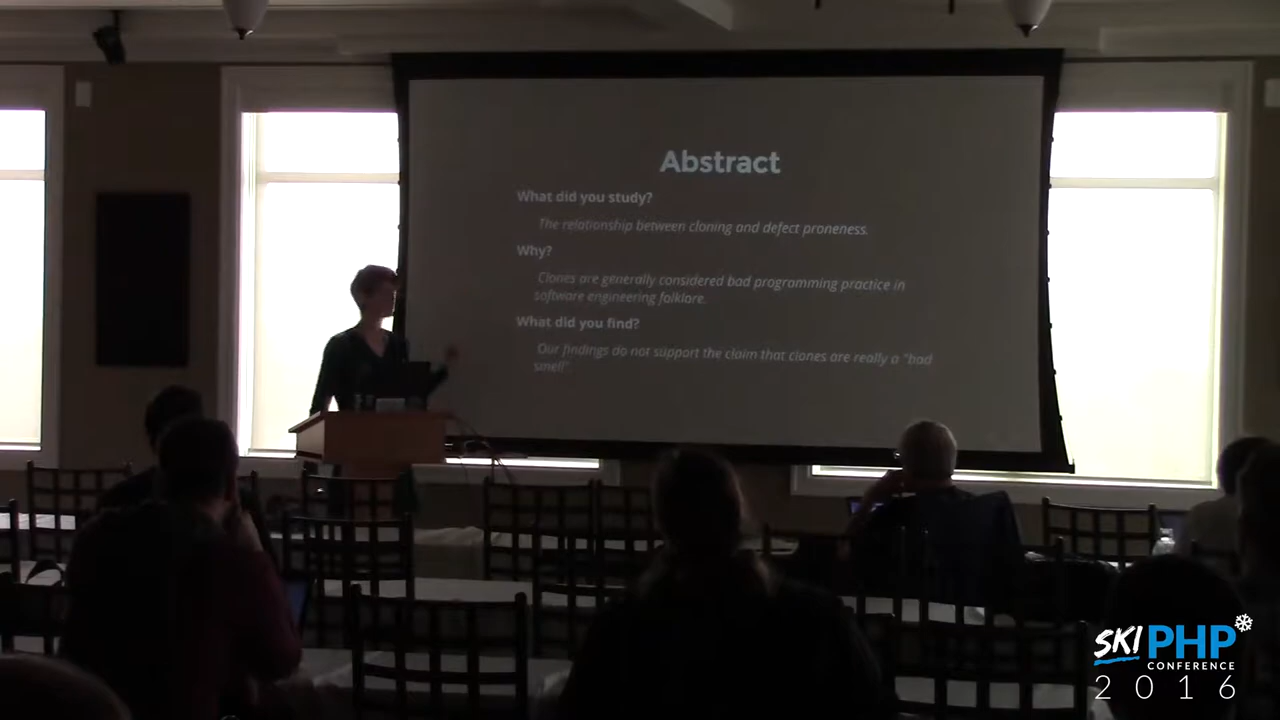 Abstract
What did you study?
The relationship between cloning and defect proneness.
Why?
Clones are generally considered bad programming practice in
software engineering folklore.
What did you find?
Our findings do not support the claim that clones are really a "bad
smell".
SKI PHP
CONFERENCE
2016